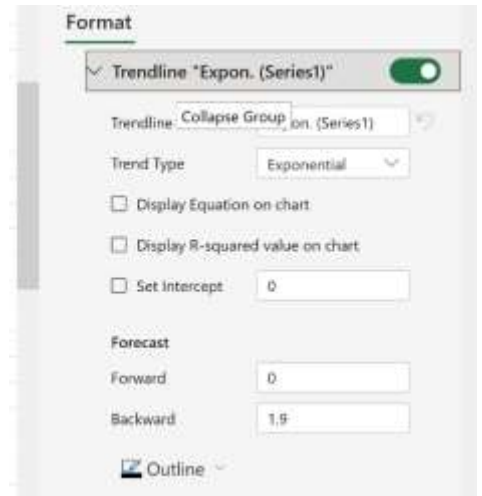 Format
Trendline "Expon. (Series1)"
Trendline Collapse Group on. (Series1)
Trend Type Exponential
Display Equation on chart
Display R-squared value on chart
Set Intercept 0
Forecast
Forward 0
Backward 1.9
Outline